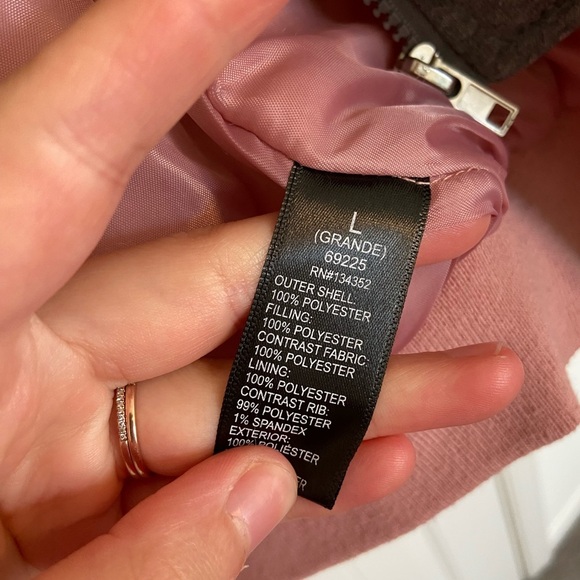 L
(GRANDE)
69225
RN#134352
OUTER SHELL.
100% POLYESTER
FILLING:
100% POLYESTER
CONTRAST FABRIC:
100% POLYESTER
LINING:
100% POLYESTER
CONTRAST RIB:
99% POLYESTER
1% SPANDEX
EXTERIOR:
100% POLIÉSTER